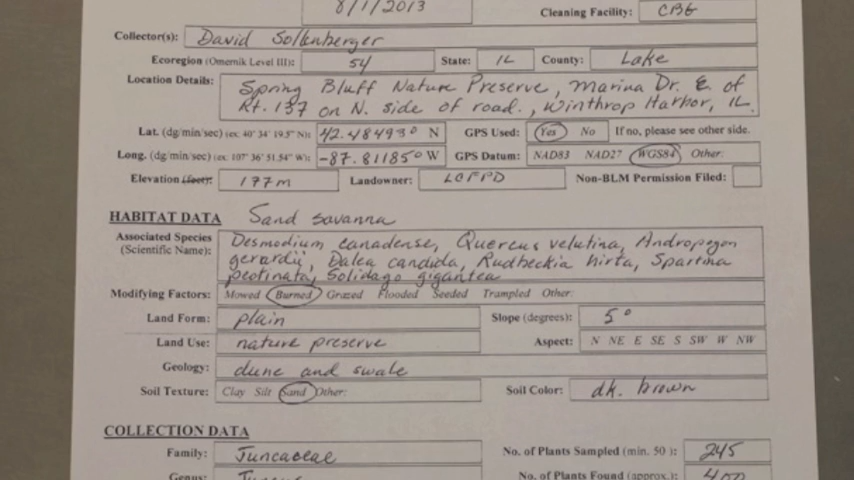 8/1/2013 Cleaning Facility: CBG
Collector(s): David Sollenberger
Ecoregion (Omernik Level III): 54 State: IL County: Lake
Location Details: Spring Bluff Nature Preserve, Marina Dr. E. of
Rt. 137 on N. side of road., Winthrop Harbor, IL.
Lat. (dg/min/sec) (ex: 40° 34' 19.5" N): 42.48493° N GPS Used: Yes No If no, please see other side.
Long. (dg/min/sec) (ex: 107° 36' 51.54" W): -87.81185° W GPS Datum: NAD83 NAD27 WGS84 Other:
Elevation (feet): 177m Landowner: LCFPD Non-BLM Permission Filed:
HABITAT DATA Sand savanna
Associated Species Desmodium canadense, Quercus velutina, Andropogon
(Scientific Name): gerardii, Dalea candida, Rudbeckia hirta, Spartina
pectinata, Solidago gigantea
Modifying Factors: Mowed Burned Grazed Flooded Seeded Trampled Other:
Land Form: plain Slope (degrees): 5°
Land Use: nature preserve Aspect: N NE E SE S SW W NW
Geology: dune and swale
Soil Texture: Clay Silt Sand Other: Soil Color: dk. brown
COLLECTION DATA
Family: Juncaceae No. of Plants Sampled (min. 50 ): 245
Genus: Juncus No. of Plants Found (approx.): 400